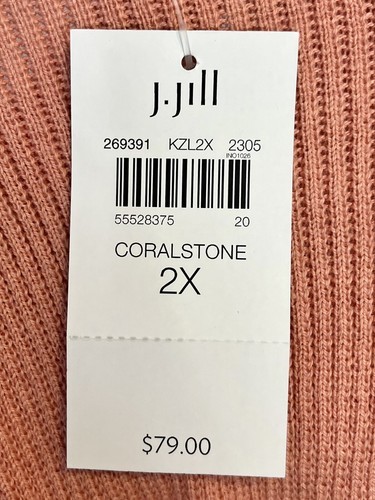 J.Jill
269391 KZL2X 2305
INO1026
55528375 20
CORALSTONE
2X
$79.00